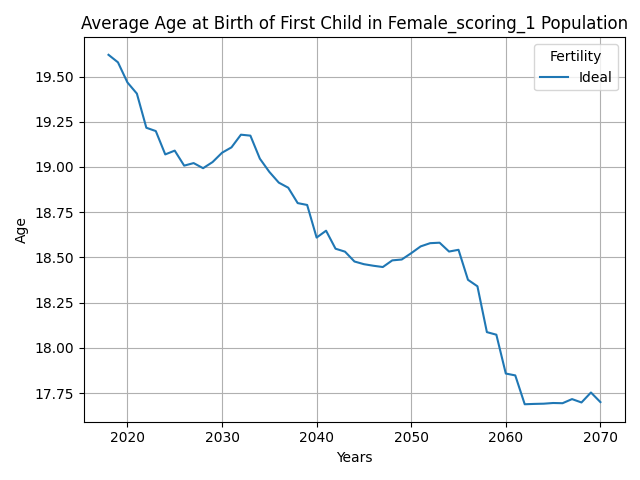 Average Age at Birth of First Child in Female_scoring_1 Population
Fertility
Ideal
19.50
19.25
19.00
18.75
18.50
18.25
18.00
17.75
Age
2020 2030 2040 2050 2060 2070
Years